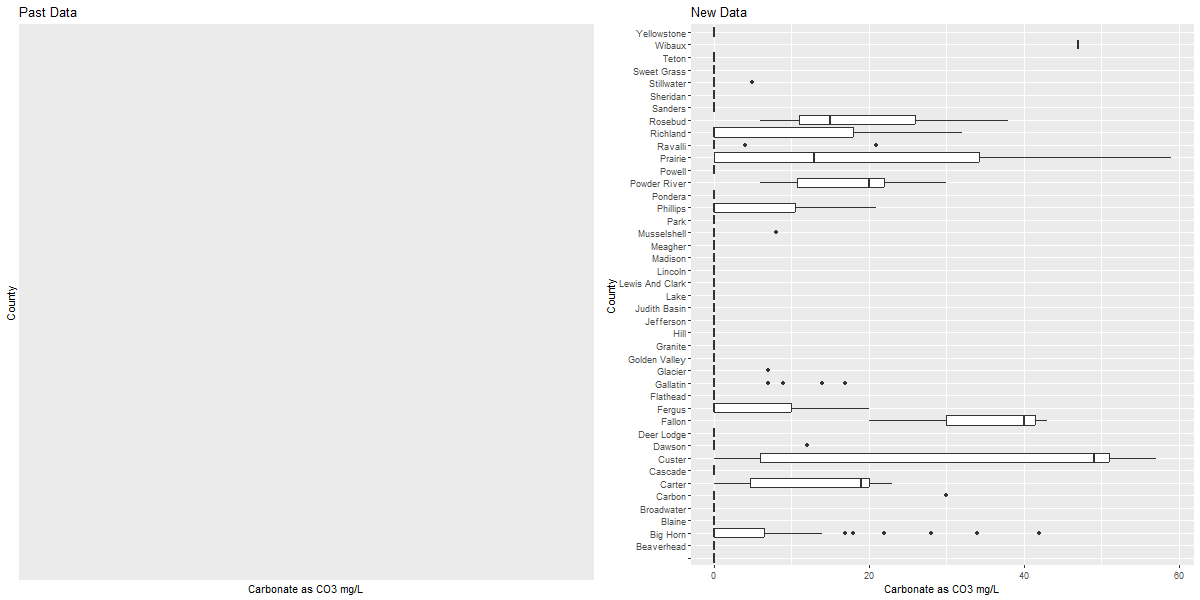 Past Data
County
Carbonate as CO3 mg/L
New Data
County
Yellowstone
Wibaux
Teton
Sweet Grass
Stillwater
Sheridan
Sanders
Rosebud
Richland
Ravalli
Prairie
Powell
Powder River
Pondera
Phillips
Park
Musselshell
Meagher
Madison
Lincoln
Lewis And Clark
Lake
Judith Basin
Jefferson
Hill
Granite
Golden Valley
Glacier
Gallatin
Flathead
Fergus
Fallon
Deer Lodge
Dawson
Custer
Cascade
Carter
Carbon
Broadwater
Blaine
Big Horn
Beaverhead
0 20 40 60
Carbonate as CO3 mg/L